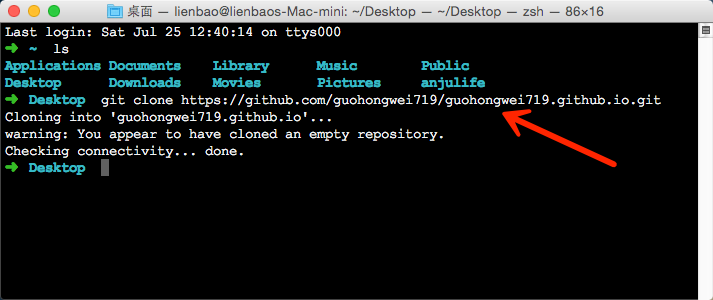 桌面 — lienbao@lienbaos-Mac-mini: ~/Desktop — ~/Desktop — zsh — 86×16
Last login: Sat Jul 25 12:40:14 on ttys000
➜ ~ ls
Applications Documents Library Music Public
Desktop Downloads Movies Pictures anjulife
➜ Desktop git clone https://github.com/guohongwei719/guohongwei719.github.io.git
Cloning into 'guohongwei719.github.io'...
warning: You appear to have cloned an empty repository.
Checking connectivity... done.
➜ Desktop